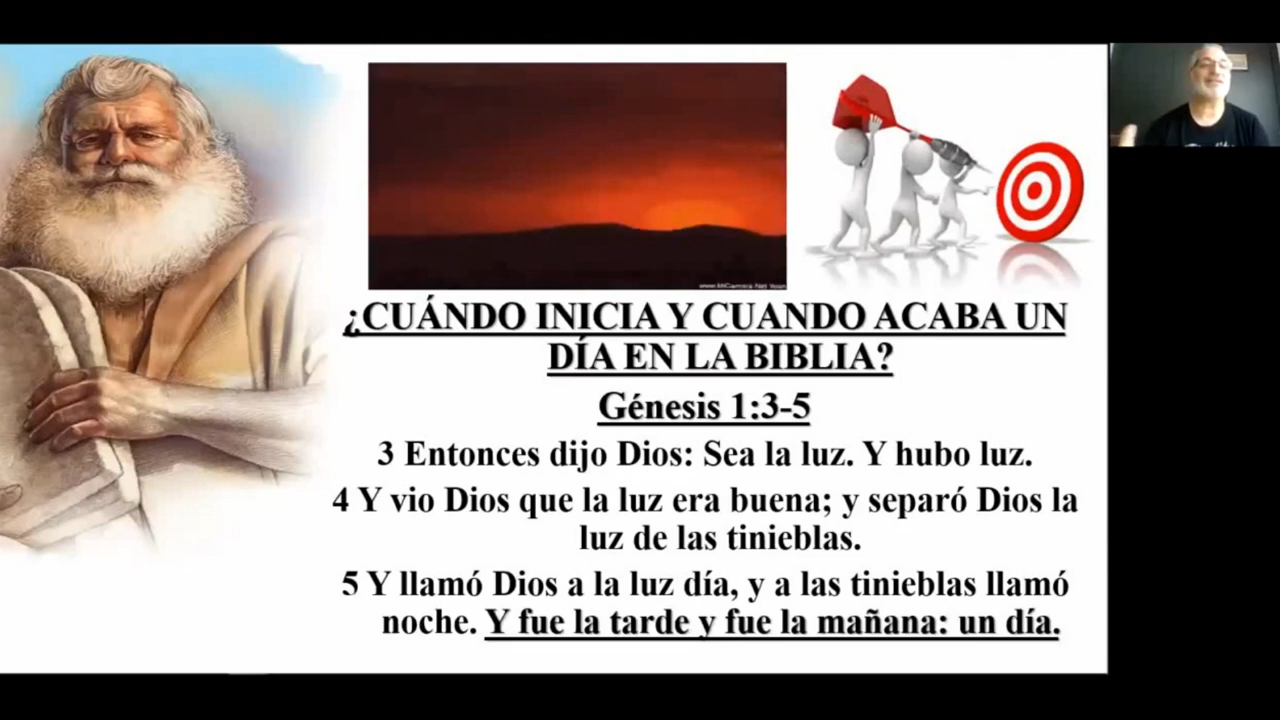 ¿CUÁNDO INICIA Y CUANDO ACABA UN
DÍA EN LA BIBLIA?
Génesis 1:3-5
3 Entonces dijo Dios: Sea la luz. Y hubo luz.
4 Y vio Dios que la luz era buena; y separó Dios la
luz de las tinieblas.
5 Y llamó Dios a la luz día, y a las tinieblas llamó
noche. Y fue la tarde y fue la mañana: un día.